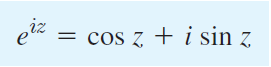 e^{iz} = cos z + i sin z